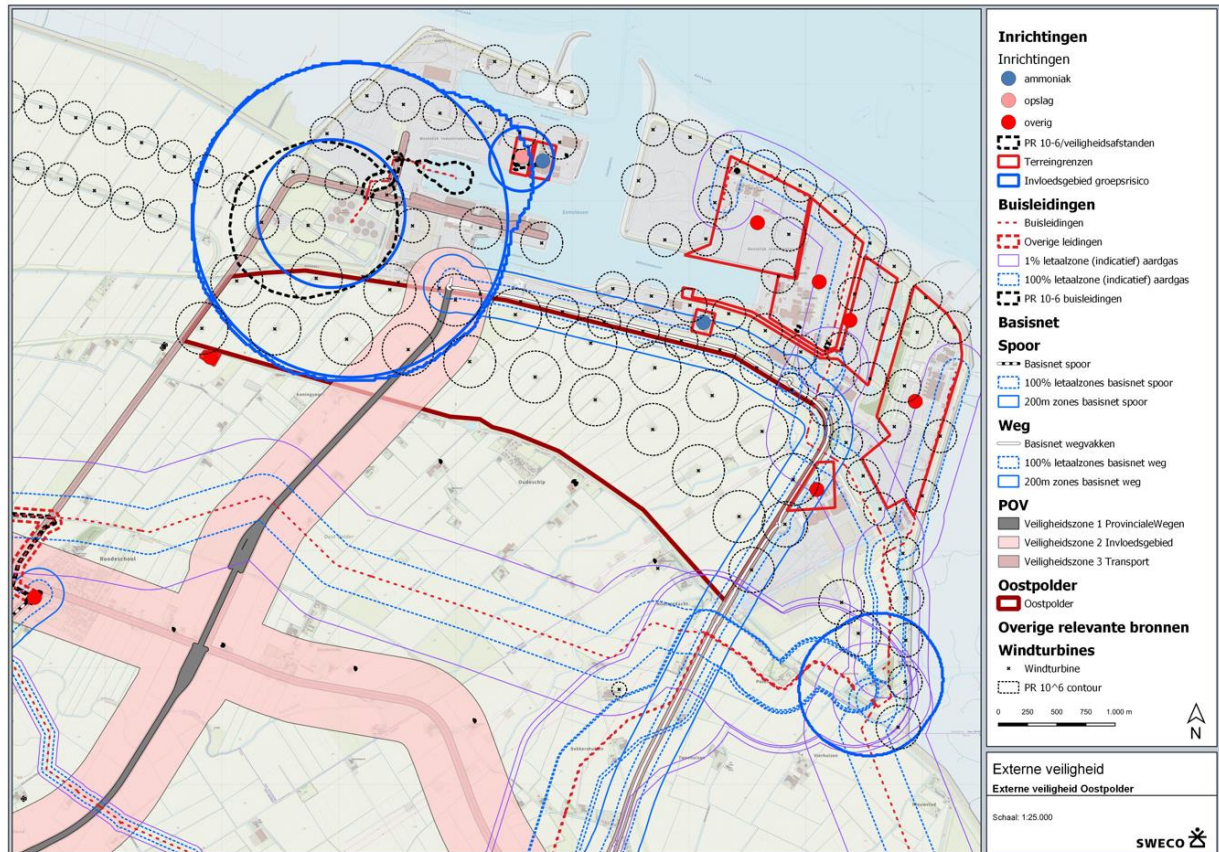 Inrichtingen
Inrichtingen
ammoniak
opslag
overig
PR 10-6/veiligheidsafstanden
Terreingrenzen
Invloedsgebied groepsrisico
Buisleidingen
Buisleidingen
Overige leidingen
1% letaalzone (indicatief) aardgas
100% letaalzone (indicatief) aardgas
PR 10-6 buisleidingen
Basisnet
Spoor
Basisnet spoor
100% letaalzones basisnet spoor
200m zones basisnet spoor
Weg
Basisnet wegvakken
100% letaalzones basisnet weg
200m zones basisnet weg
POV
Veiligheidszone 1 ProvincialeWegen
Veiligheidszone 2 Invloedsgebied
Veiligheidszone 3 Transport
Oostpolder
Oostpolder
Overige relevante bronnen
Windturbines
Windturbine
PR 10^6 contour
0 250 500 750 1.000 m
N
Externe veiligheid
Externe veiligheid Oostpolder
Schaal: 1:25.000
SWECO
Oudeschip
Roodeschool